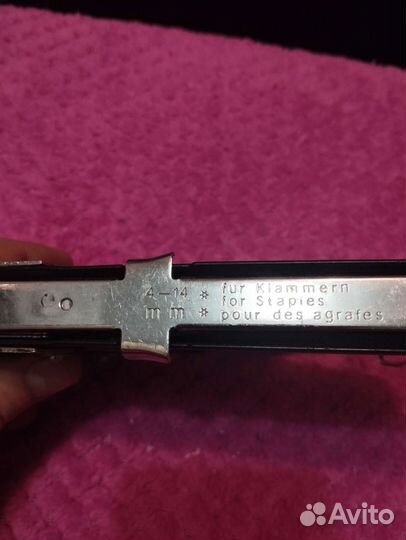 4-14 * für Klammern
for Staples
mm * pour des agrafes
Avito